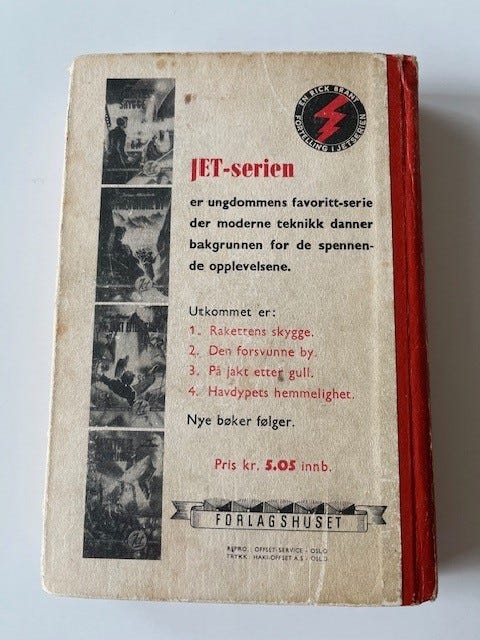 EN RICK BRANT
FORTELLING I JETSERIEN
JET-serien
er ungdommens favoritt-serie
der moderne teknikk danner
bakgrunnen for de spennen-
de opplevelsene.
Utkommet er:
1. Rakettens skygge.
2. Den forsvunne by.
3. På jakt etter gull.
4. Havdypets hemmelighet.
Nye bøker følger.
Pris kr. 5.05 innb.
FORLAGSHUSET
REPRO.: OFFSET-SERVICE - OSLO
TRYKK: HAKI-OFFSET A.S - OSLO